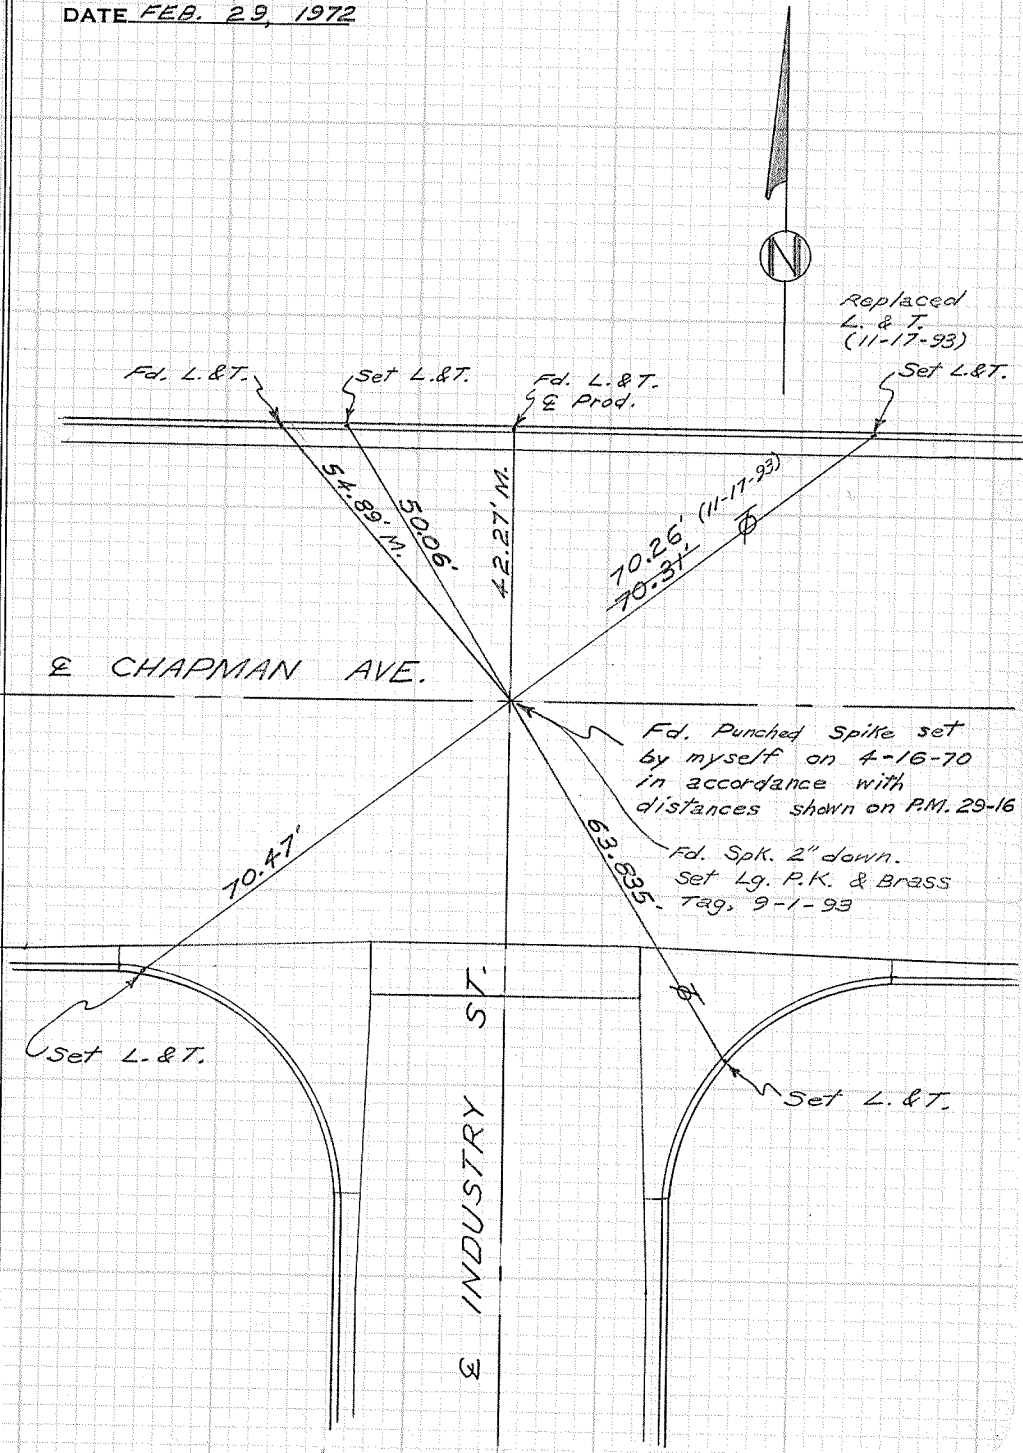 DATE FEB. 29, 1972
N
Replaced
L. & T.
(11-17-93)
Fd. L.&T.
Set L.&T.
Fd. L.&T.
℄ Prod.
Set L.&T.
54.89' M.
50.06'
42.27' M.
70.26' (11-17-93)
70.31'
℄ CHAPMAN AVE.
Fd. Punched Spike set
by myself on 4-16-70
in accordance with
distances shown on P.M. 29-16
70.47'
63.835'
Fd. Spk. 2" down.
Set Lg. P.K. & Brass
Tag, 9-1-93
Set L.&T.
Set L.&T.
℄ INDUSTRY ST.